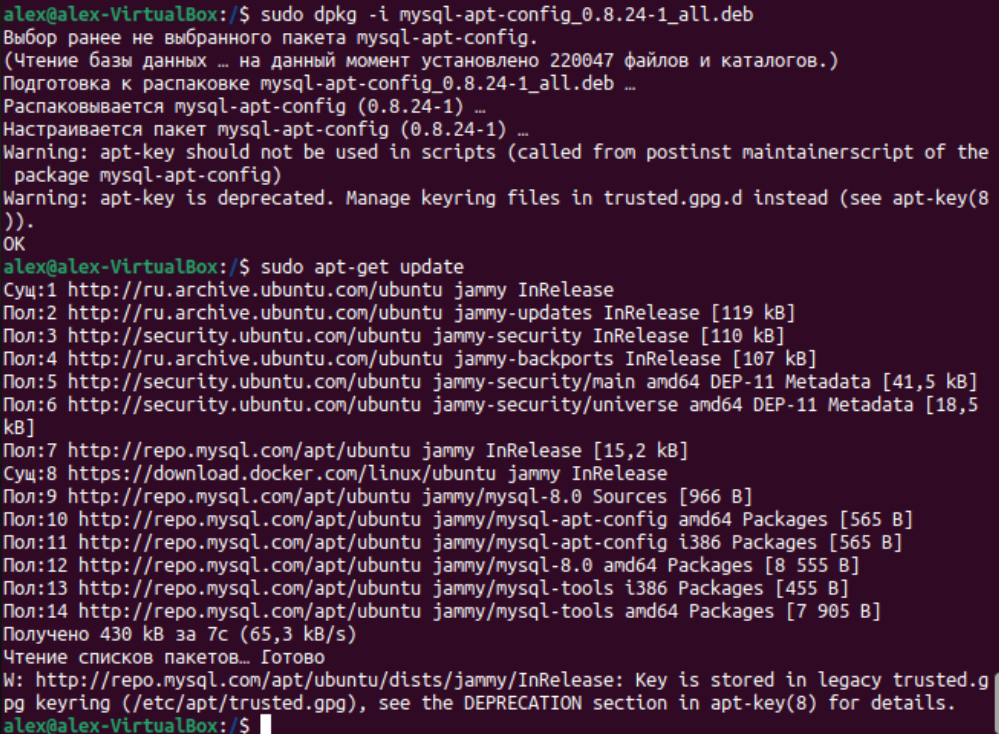 alex@alex-VirtualBox:/$ sudo dpkg -i mysql-apt-config_0.8.24-1_all.deb
Выбор ранее не выбранного пакета mysql-apt-config.
(Чтение базы данных … на данный момент установлено 220047 файлов и каталогов.)
Подготовка к распаковке mysql-apt-config_0.8.24-1_all.deb …
Распаковывается mysql-apt-config (0.8.24-1) …
Настраивается пакет mysql-apt-config (0.8.24-1) …
Warning: apt-key should not be used in scripts (called from postinst maintainerscript of the
 package mysql-apt-config)
Warning: apt-key is deprecated. Manage keyring files in trusted.gpg.d instead (see apt-key(8
)).
OK
alex@alex-VirtualBox:/$ sudo apt-get update
Сущ:1 http://ru.archive.ubuntu.com/ubuntu jammy InRelease
Пол:2 http://ru.archive.ubuntu.com/ubuntu jammy-updates InRelease [119 kB]
Пол:3 http://security.ubuntu.com/ubuntu jammy-security InRelease [110 kB]
Пол:4 http://ru.archive.ubuntu.com/ubuntu jammy-backports InRelease [107 kB]
Пол:5 http://security.ubuntu.com/ubuntu jammy-security/main amd64 DEP-11 Metadata [41,5 kB]
Пол:6 http://security.ubuntu.com/ubuntu jammy-security/universe amd64 DEP-11 Metadata [18,5
kB]
Пол:7 http://repo.mysql.com/apt/ubuntu jammy InRelease [15,2 kB]
Сущ:8 https://download.docker.com/linux/ubuntu jammy InRelease
Пол:9 http://repo.mysql.com/apt/ubuntu jammy/mysql-8.0 Sources [966 B]
Пол:10 http://repo.mysql.com/apt/ubuntu jammy/mysql-apt-config amd64 Packages [565 B]
Пол:11 http://repo.mysql.com/apt/ubuntu jammy/mysql-apt-config i386 Packages [565 B]
Пол:12 http://repo.mysql.com/apt/ubuntu jammy/mysql-8.0 amd64 Packages [8 555 B]
Пол:13 http://repo.mysql.com/apt/ubuntu jammy/mysql-tools i386 Packages [455 B]
Пол:14 http://repo.mysql.com/apt/ubuntu jammy/mysql-tools amd64 Packages [7 905 B]
Получено 430 kB за 7с (65,3 kB/s)
Чтение списков пакетов… Готово
W: http://repo.mysql.com/apt/ubuntu/dists/jammy/InRelease: Key is stored in legacy trusted.g
pg keyring (/etc/apt/trusted.gpg), see the DEPRECATION section in apt-key(8) for details.
alex@alex-VirtualBox:/$